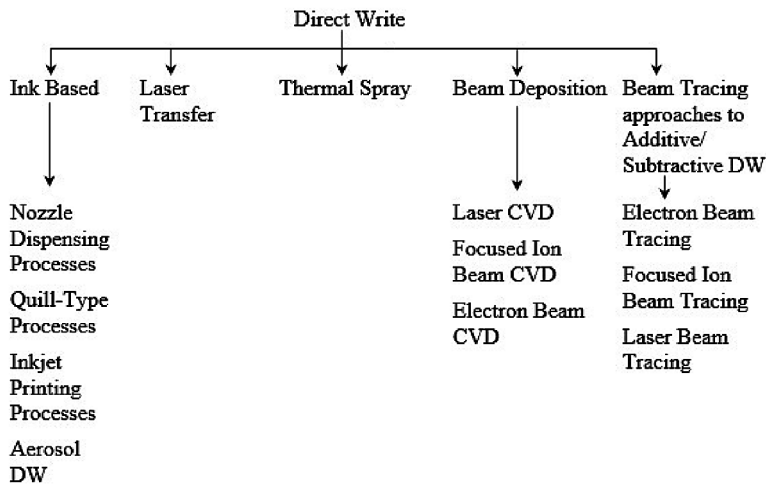 Direct Write
Ink Based
Laser
Transfer
Thermal Spray
Beam Deposition
Beam Tracing
approaches to
Additive/
Subtractive DW
Nozzle
Dispensing
Processes
Quill-Type
Processes
Inkjet
Printing
Processes
Aerosol
DW
Laser CVD
Focused Ion
Beam CVD
Electron Beam
CVD
Electron Beam
Tracing
Focused Ion
Beam Tracing
Laser Beam
Tracing